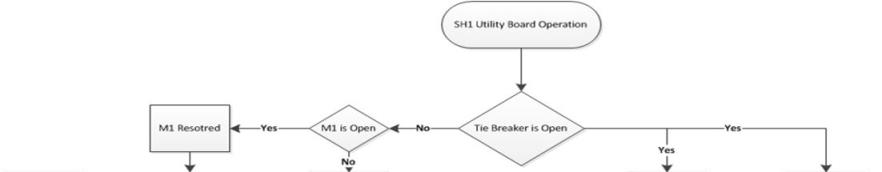 SH1 Utility Board Operation
M1 Resotred
Yes
M1 is Open
No
Tie Breaker is Open
Yes
Yes
No